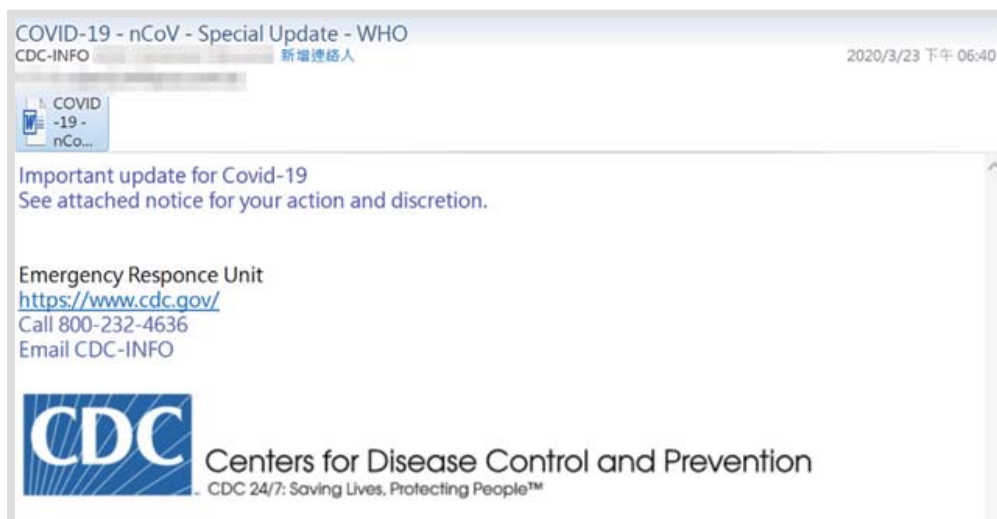 COVID-19 - nCoV - Special Update - WHO
CDC-INFO 新增連絡人 2020/3/23 下午 06:40
COVID
-19 -
nCo...
Important update for Covid-19
See attached notice for your action and discretion.
Emergency Responce Unit
https://www.cdc.gov/
Call 800-232-4636
Email CDC-INFO
CDC
Centers for Disease Control and Prevention
CDC 24/7: Saving Lives, Protecting People™